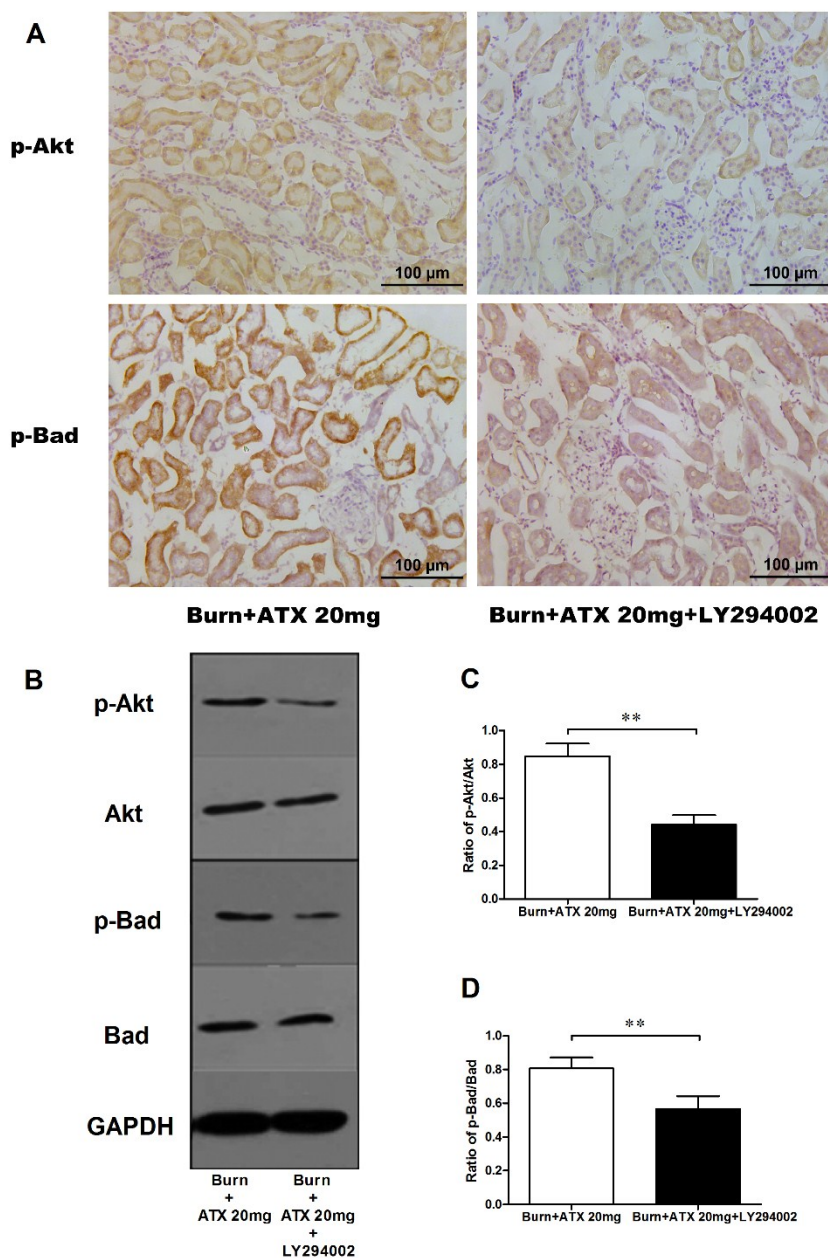 A
p-Akt
100 µm
100 µm
p-Bad
100 µm
100 µm
Burn+ATX 20mg
Burn+ATX 20mg+LY294002
B
p-Akt
Akt
p-Bad
Bad
GAPDH
Burn
+
ATX 20mg
Burn
+
ATX 20mg
+
LY294002
C
Ratio of p-Akt/Akt
1.0
0.8
0.6
0.4
0.2
0.0
**
Burn+ATX 20mg
Burn+ATX 20mg+LY294002
D
Ratio of p-Bad/Bad
1.0
0.8
0.6
0.4
0.2
0.0
**
Burn+ATX 20mg
Burn+ATX 20mg+LY294002